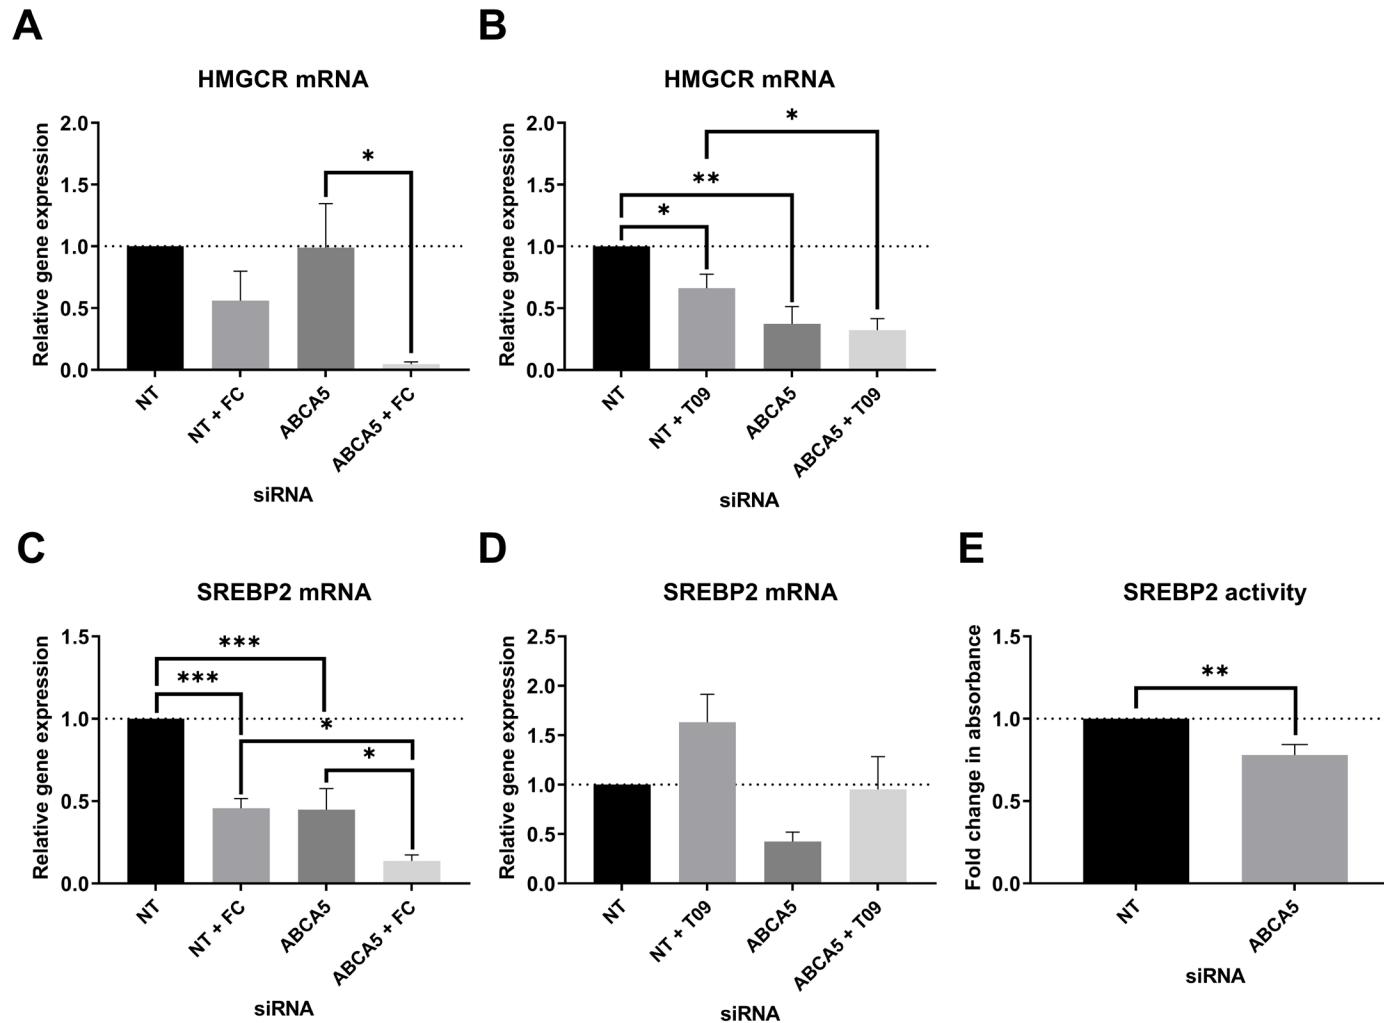 A
HMGCR mRNA
Relative gene expression
2.0
1.5
1.0
0.5
0.0
*
NT
NT + FC
ABCA5
ABCA5 + FC
siRNA
B
HMGCR mRNA
Relative gene expression
2.0
1.5
1.0
0.5
0.0
*
**
*
NT
NT + T09
ABCA5
ABCA5 + T09
siRNA
C
SREBP2 mRNA
Relative gene expression
1.5
1.0
0.5
0.0
***
***
*
*
NT
NT + FC
ABCA5
ABCA5 + FC
siRNA
D
SREBP2 mRNA
Relative gene expression
2.5
2.0
1.5
1.0
0.5
0.0
NT
NT + T09
ABCA5
ABCA5 + T09
siRNA
E
SREBP2 activity
Fold change in absorbance
1.5
1.0
0.5
0.0
**
NT
ABCA5
siRNA